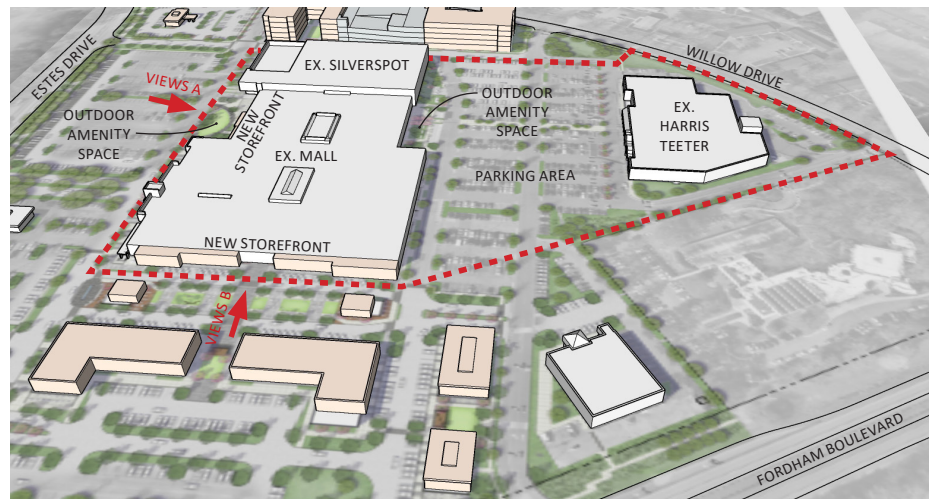 ESTES DRIVE
EX. SILVERSPOT
WILLOW DRIVE
VIEWS A
OUTDOOR
AMENITY
SPACE
NEW
STOREFRONT
OUTDOOR
AMENITY
SPACE
EX.
HARRIS
TEETER
EX. MALL
PARKING AREA
NEW STOREFRONT
VIEWS B
FORDHAM BOULEVARD